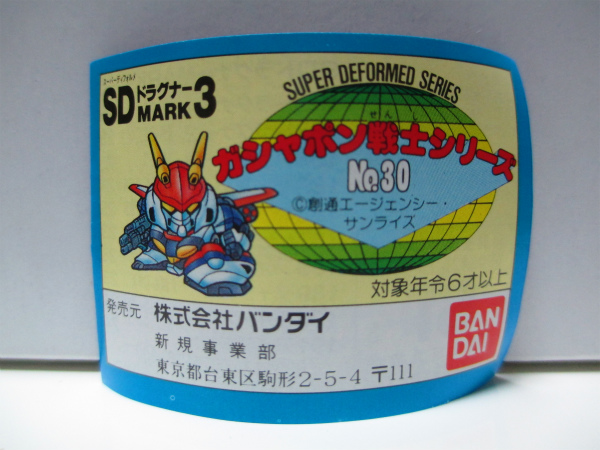 スーパーディフォルメ
SDドラグナー
MARK 3
SUPER DEFORMED SERIES
せんし
ガシャポン戦士シリーズ
No.30
©創通エージェンシー・
サンライズ
対象年令6才以上
発売元 株式会社バンダイ
新規事業部
東京都台東区駒形2-5-4 〒111
BAN
DAI